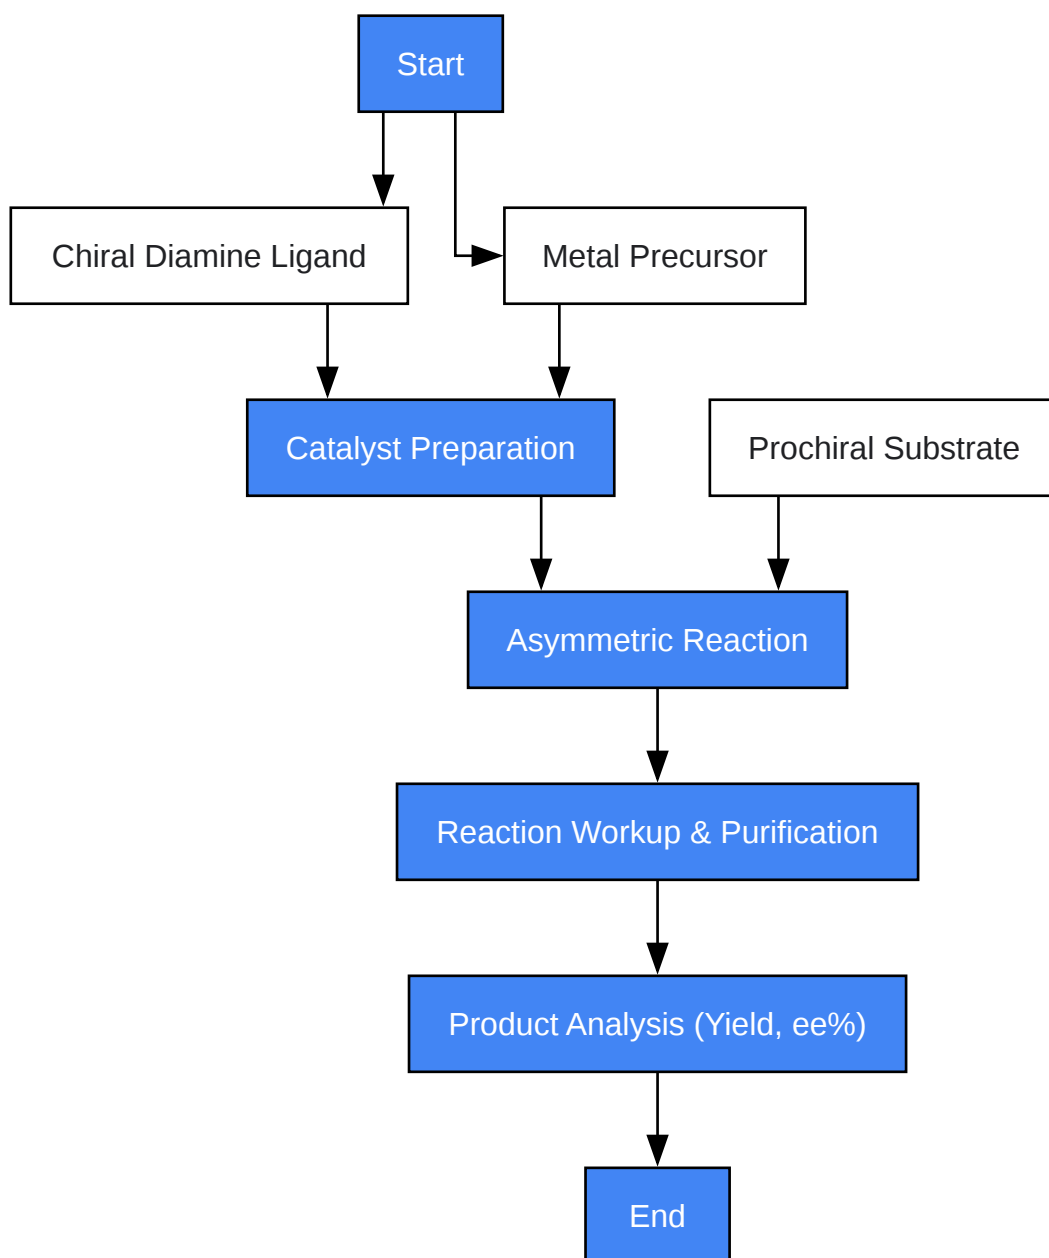 Start
Chiral Diamine Ligand
Metal Precursor
Catalyst Preparation
Prochiral Substrate
Asymmetric Reaction
Reaction Workup & Purification
Product Analysis (Yield, ee%)
End